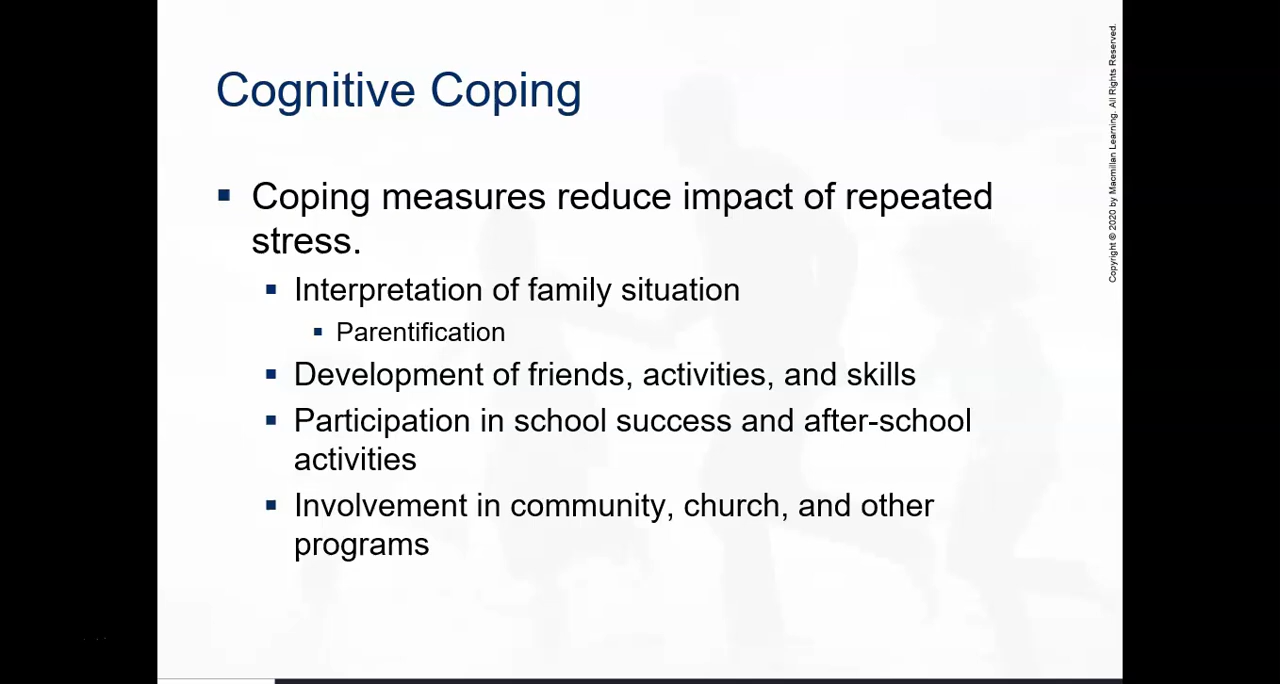 Cognitive Coping
▪ Coping measures reduce impact of repeated
stress.
▪ Interpretation of family situation
▪ Parentification
▪ Development of friends, activities, and skills
▪ Participation in school success and after-school
activities
▪ Involvement in community, church, and other
programs
Copyright © 2020 by Macmillan Learning. All Rights Reserved.